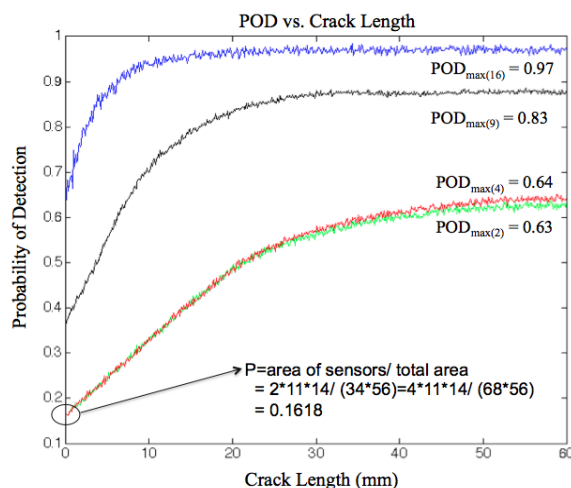 POD vs. Crack Length
1
0.9
0.8
0.7
0.6
0.5
0.4
0.3
0.2
0.1
Probability of Detection
PODmax(16) = 0.97
PODmax(9) = 0.83
PODmax(4) = 0.64
PODmax(2) = 0.63
P=area of sensors/ total area
= 2*11*14/ (34*56)=4*11*14/ (68*56)
= 0.1618
0 10 20 30 40 50 60
Crack Length (mm)